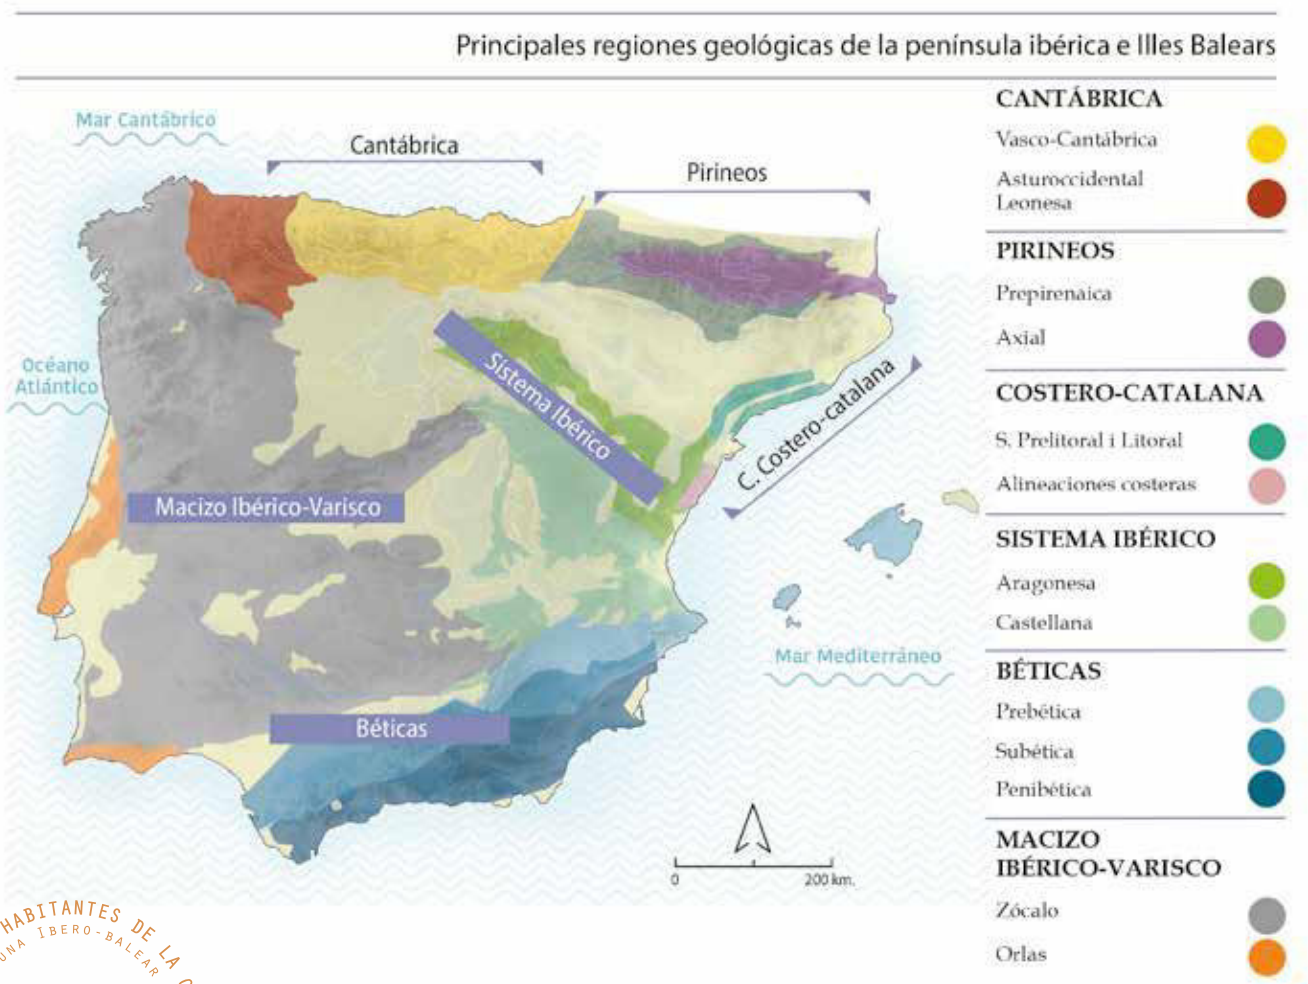 Principales regiones geológicas de la península ibérica e Illes Balears
Mar Cantábrico
Cantábrica
Pirineos
Océano
Atlántico
Sistema Ibérico
C. Costero-catalana
Macizo Ibérico-Varisco
Mar Mediterráneo
Béticas
0
200 km.
CANTÁBRICA
Vasco-Cantábrica
Asturoccidental
Leonesa
PIRINEOS
Prepirenaica
Axial
COSTERO-CATALANA
S. Prelitoral i Litoral
Alineaciones costeras
SISTEMA IBÉRICO
Aragonesa
Castellana
BÉTICAS
Prebética
Subética
Penibética
MACIZO
IBÉRICO-VARISCO
Zócalo
Orlas
HABITANTES DE LA
IBERO-BALEAR